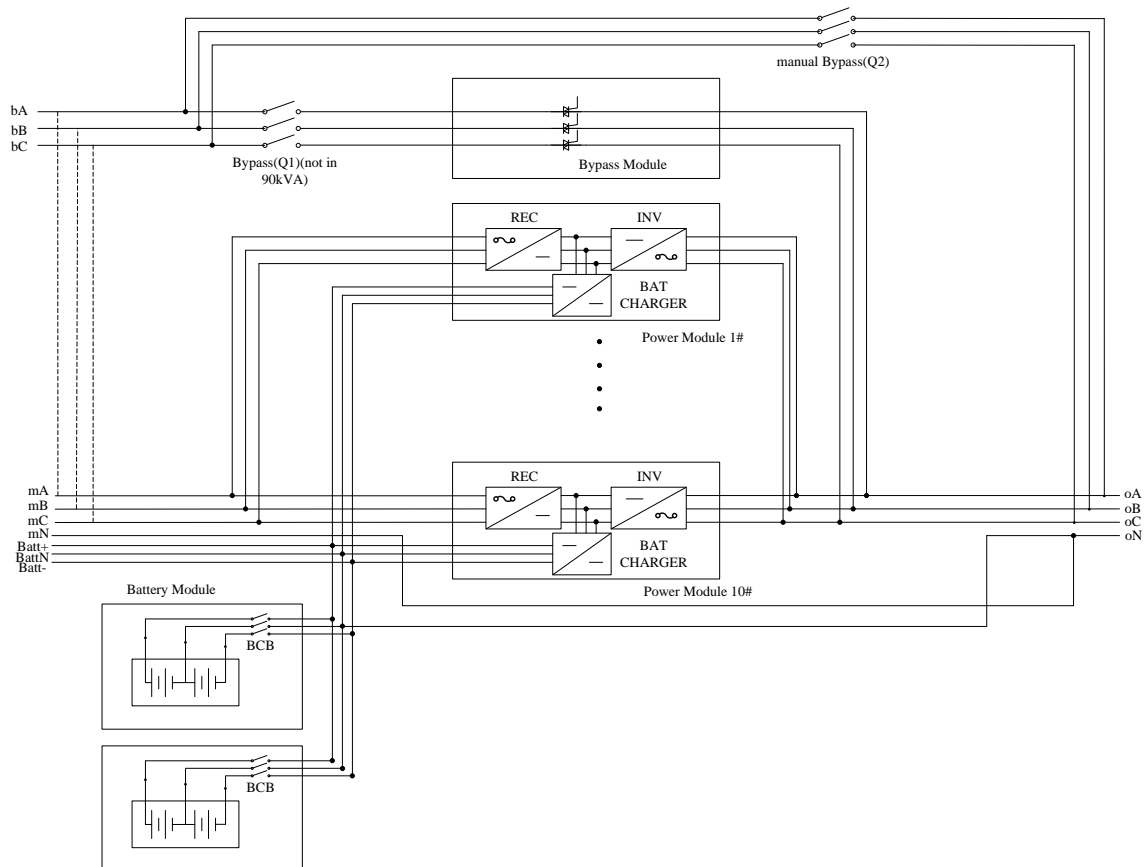 manual Bypass(Q2)
bA
bB
bC
Bypass(Q1)(not in
90kVA)
Bypass Module
REC
INV
BAT
CHARGER
Power Module 1#
REC
INV
mA
mB
mC
mN
Batt+
BattN
Batt-
oA
oB
oC
oN
BAT
CHARGER
Power Module 10#
Battery Module
BCB
BCB